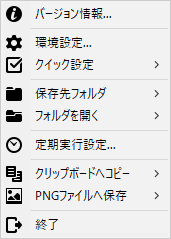 バージョン情報...
環境設定...
クイック設定
保存先フォルダ
フォルダを開く
定期実行設定...
クリップボードへコピー
PNGファイルへ保存
終了